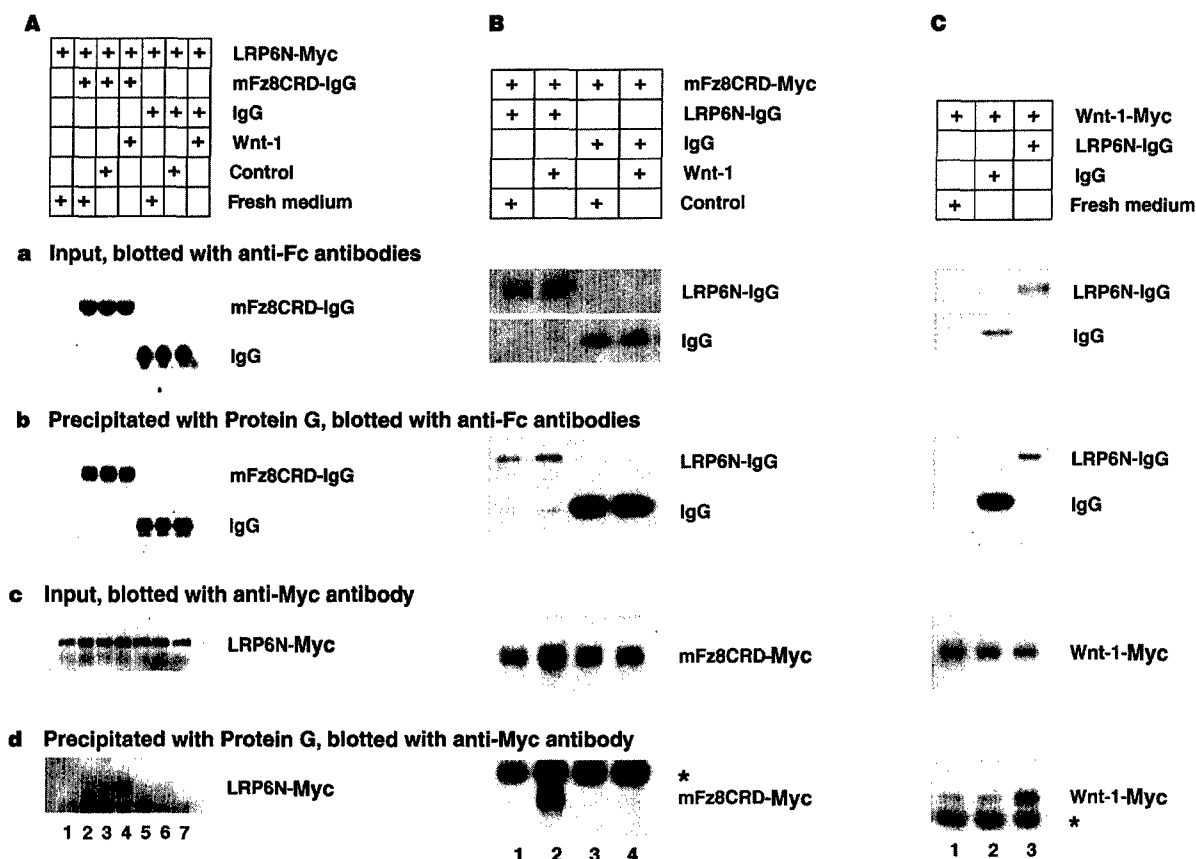 A
+ + + + + + + LRP6N-Myc
+ + + mFz8CRD-IgG
+ + + IgG
+ + Wnt-1
+ + Control
+ + + Fresh medium
B
+ + + + mFz8CRD-Myc
+ + LRP6N-IgG
+ + IgG
+ + Wnt-1
+ + Control
C
+ + + Wnt-1-Myc
+ LRP6N-IgG
+ IgG
+ Fresh medium
a Input, blotted with anti-Fc antibodies
mFz8CRD-IgG
IgG
LRP6N-IgG
IgG
LRP6N-IgG
IgG
b Precipitated with Protein G, blotted with anti-Fc antibodies
mFz8CRD-IgG
IgG
LRP6N-IgG
IgG
LRP6N-IgG
IgG
c Input, blotted with anti-Myc antibody
LRP6N-Myc
mFz8CRD-Myc
Wnt-1-Myc
d Precipitated with Protein G, blotted with anti-Myc antibody
LRP6N-Myc
1 2 3 4 5 6 7
*
mFz8CRD-Myc
1 2 3 4
Wnt-1-Myc
*
1 2 3